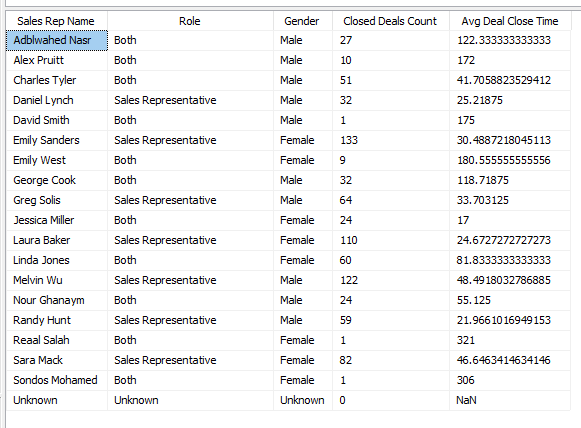 Sales Rep Name Role Gender Closed Deals Count Avg Deal Close Time
Adblwahed Nasr Both Male 27 122.333333333333
Alex Pruitt Both Male 10 172
Charles Tyler Both Male 51 41.7058823529412
Daniel Lynch Sales Representative Male 32 25.21875
David Smith Both Male 1 175
Emily Sanders Sales Representative Female 133 30.4887218045113
Emily West Both Female 9 180.555555555556
George Cook Both Male 32 118.71875
Greg Solis Sales Representative Male 64 33.703125
Jessica Miller Both Female 24 17
Laura Baker Sales Representative Female 110 24.6727272727273
Linda Jones Both Female 60 81.8333333333333
Melvin Wu Sales Representative Male 122 48.4918032786885
Nour Ghanaym Both Male 24 55.125
Randy Hunt Sales Representative Male 59 21.9661016949153
Reaal Salah Both Female 1 321
Sara Mack Sales Representative Female 82 46.6463414634146
Sondos Mohamed Both Female 1 306
Unknown Unknown Unknown 0 NaN